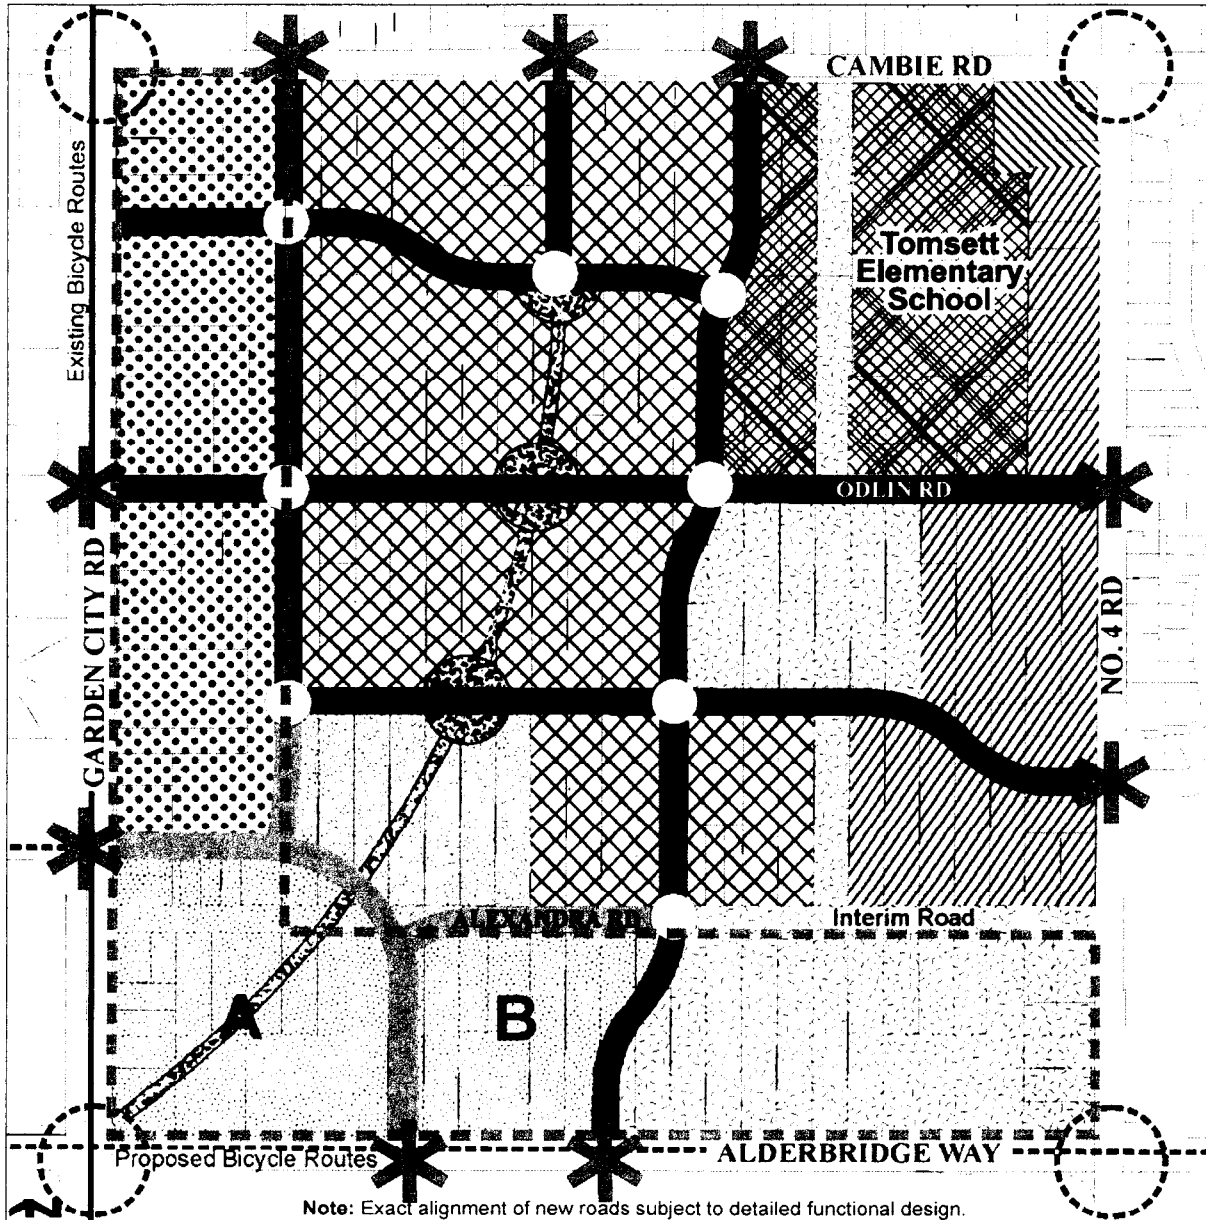 CAMBIE RD
Existing Bicycle Routes
Tomsett
Elementary
School
ODLIN RD
GARDEN CITY RD
NO. 4 RD
ALEXANDRA RD
Interim Road
A
B
Proposed Bicycle Routes
ALDERBRIDGE WAY
Note: Exact alignment of new roads subject to detailed functional design.